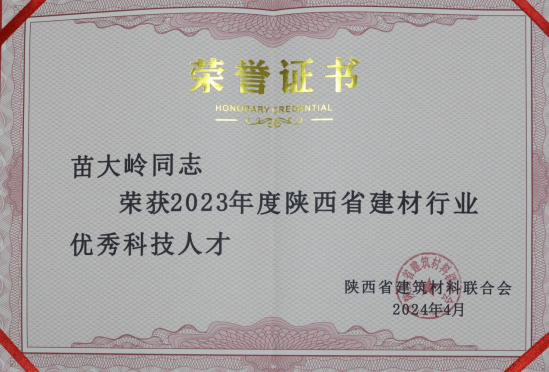 荣誉证书
HONORARY CREDENTIAL
苗大岭同志
荣获2023年度陕西省建材行业
优秀科技人才
陕西省建筑材料联合会
2024年4月